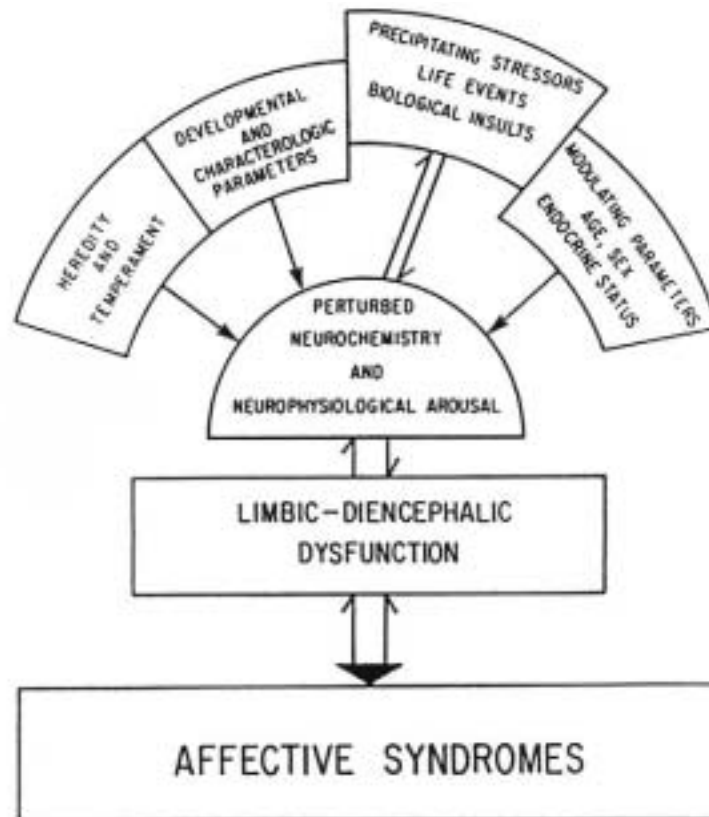 HEREDITY
AND
TEMPERAMENT
DEVELOPMENTAL
AND
CHARACTEROLOGIC
PARAMETERS
PRECIPITATING STRESSORS
LIFE EVENTS
BIOLOGICAL INSULTS
MODULATING PARAMETERS
AGE, SEX
ENDOCRINE STATUS
PERTURBED
NEUROCHEMISTRY
AND
NEUROPHYSIOLOGICAL AROUSAL
LIMBIC-DIENCEPHALIC
DYSFUNCTION
AFFECTIVE SYNDROMES